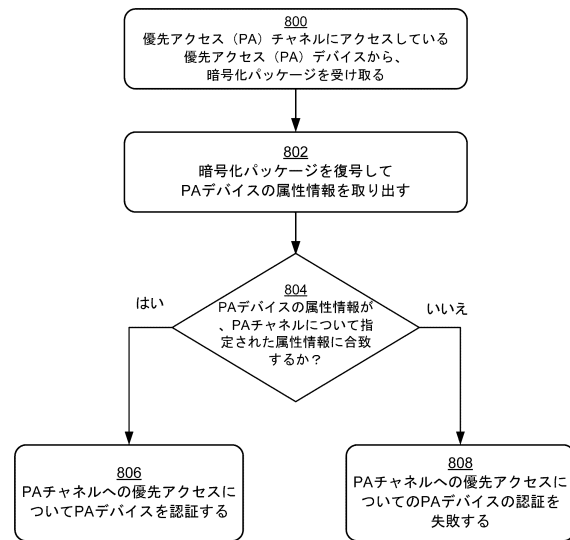 800
優先アクセス（PA）チャネルにアクセスしている
優先アクセス（PA）デバイスから、
暗号化パッケージを受け取る
802
暗号化パッケージを復号して
PAデバイスの属性情報を取り出す
804
PAデバイスの属性情報が
、PAチャネルについて指
定された属性情報に合致
するか？
はい
いいえ
806
PAチャネルへの優先アクセスに
ついてPAデバイスを認証する
808
PAチャネルへの優先アクセスに
ついてのPAデバイスの認証を
失敗する